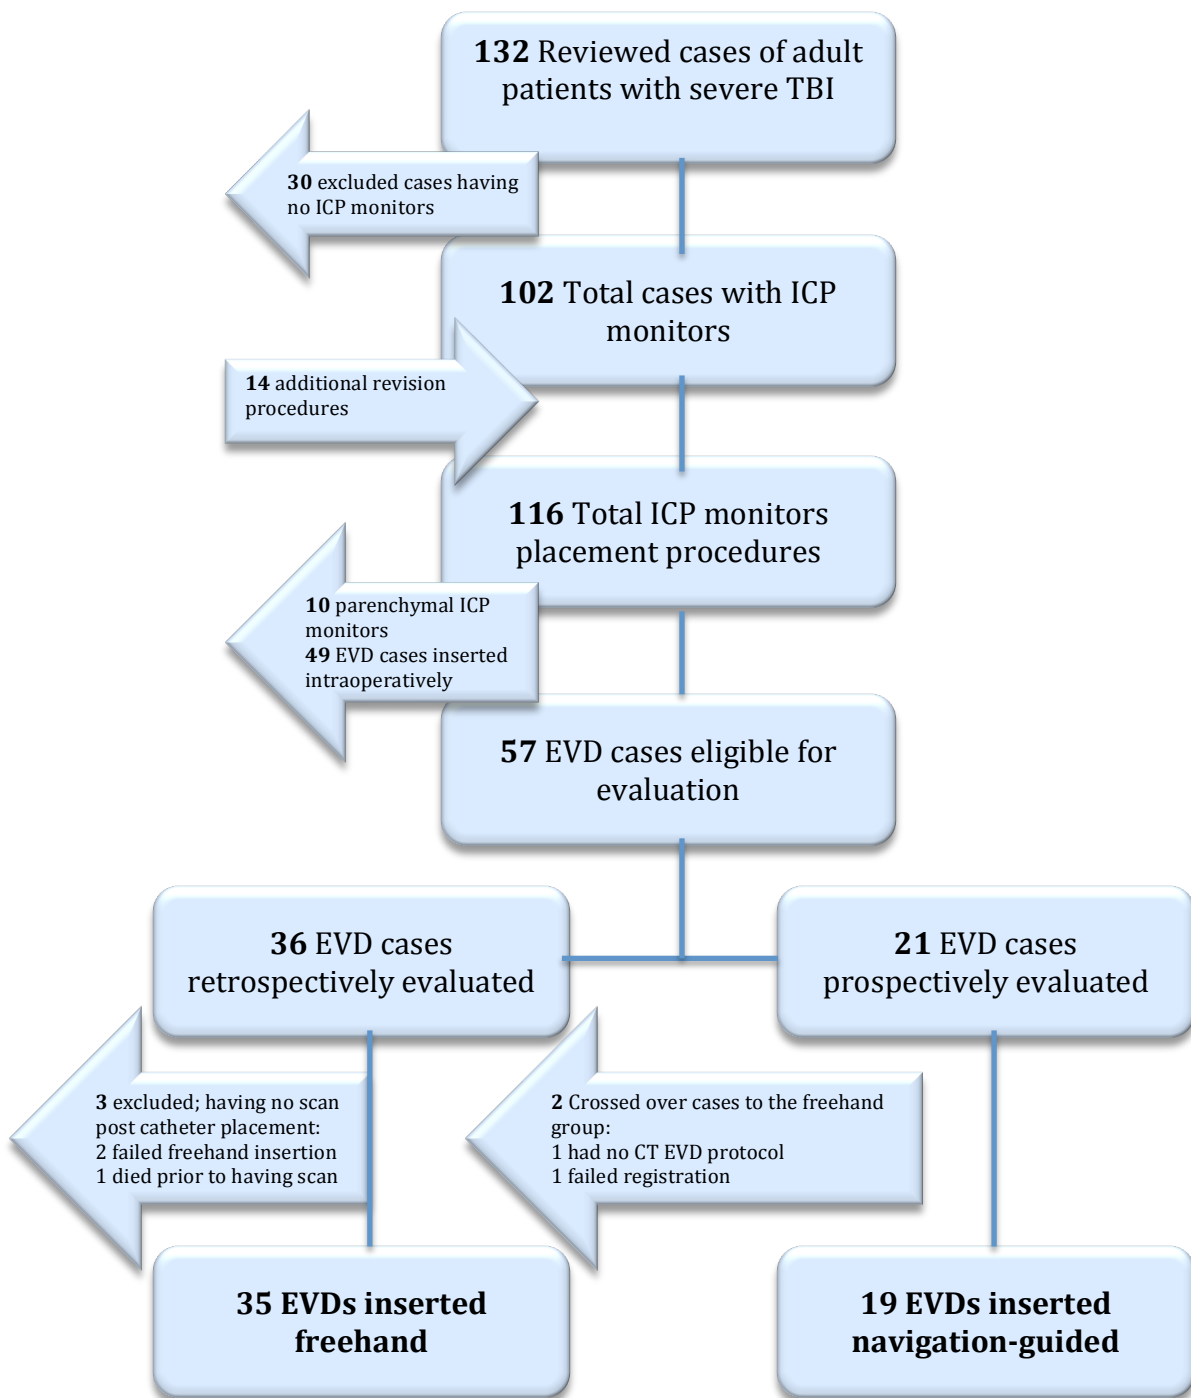 132 Reviewed cases of adult
patients with severe TBI
30 excluded cases having
no ICP monitors
102 Total cases with ICP
monitors
14 additional revision
procedures
116 Total ICP monitors
placement procedures
10 parenchymal ICP
monitors
49 EVD cases inserted
intraoperatively
57 EVD cases eligible for
evaluation
36 EVD cases
retrospectively evaluated
21 EVD cases
prospectively evaluated
3 excluded; having no scan
post catheter placement:
2 failed freehand insertion
1 died prior to having scan
2 Crossed over cases to the freehand
group:
1 had no CT EVD protocol
1 failed registration
35 EVDs inserted
freehand
19 EVDs inserted
navigation-guided